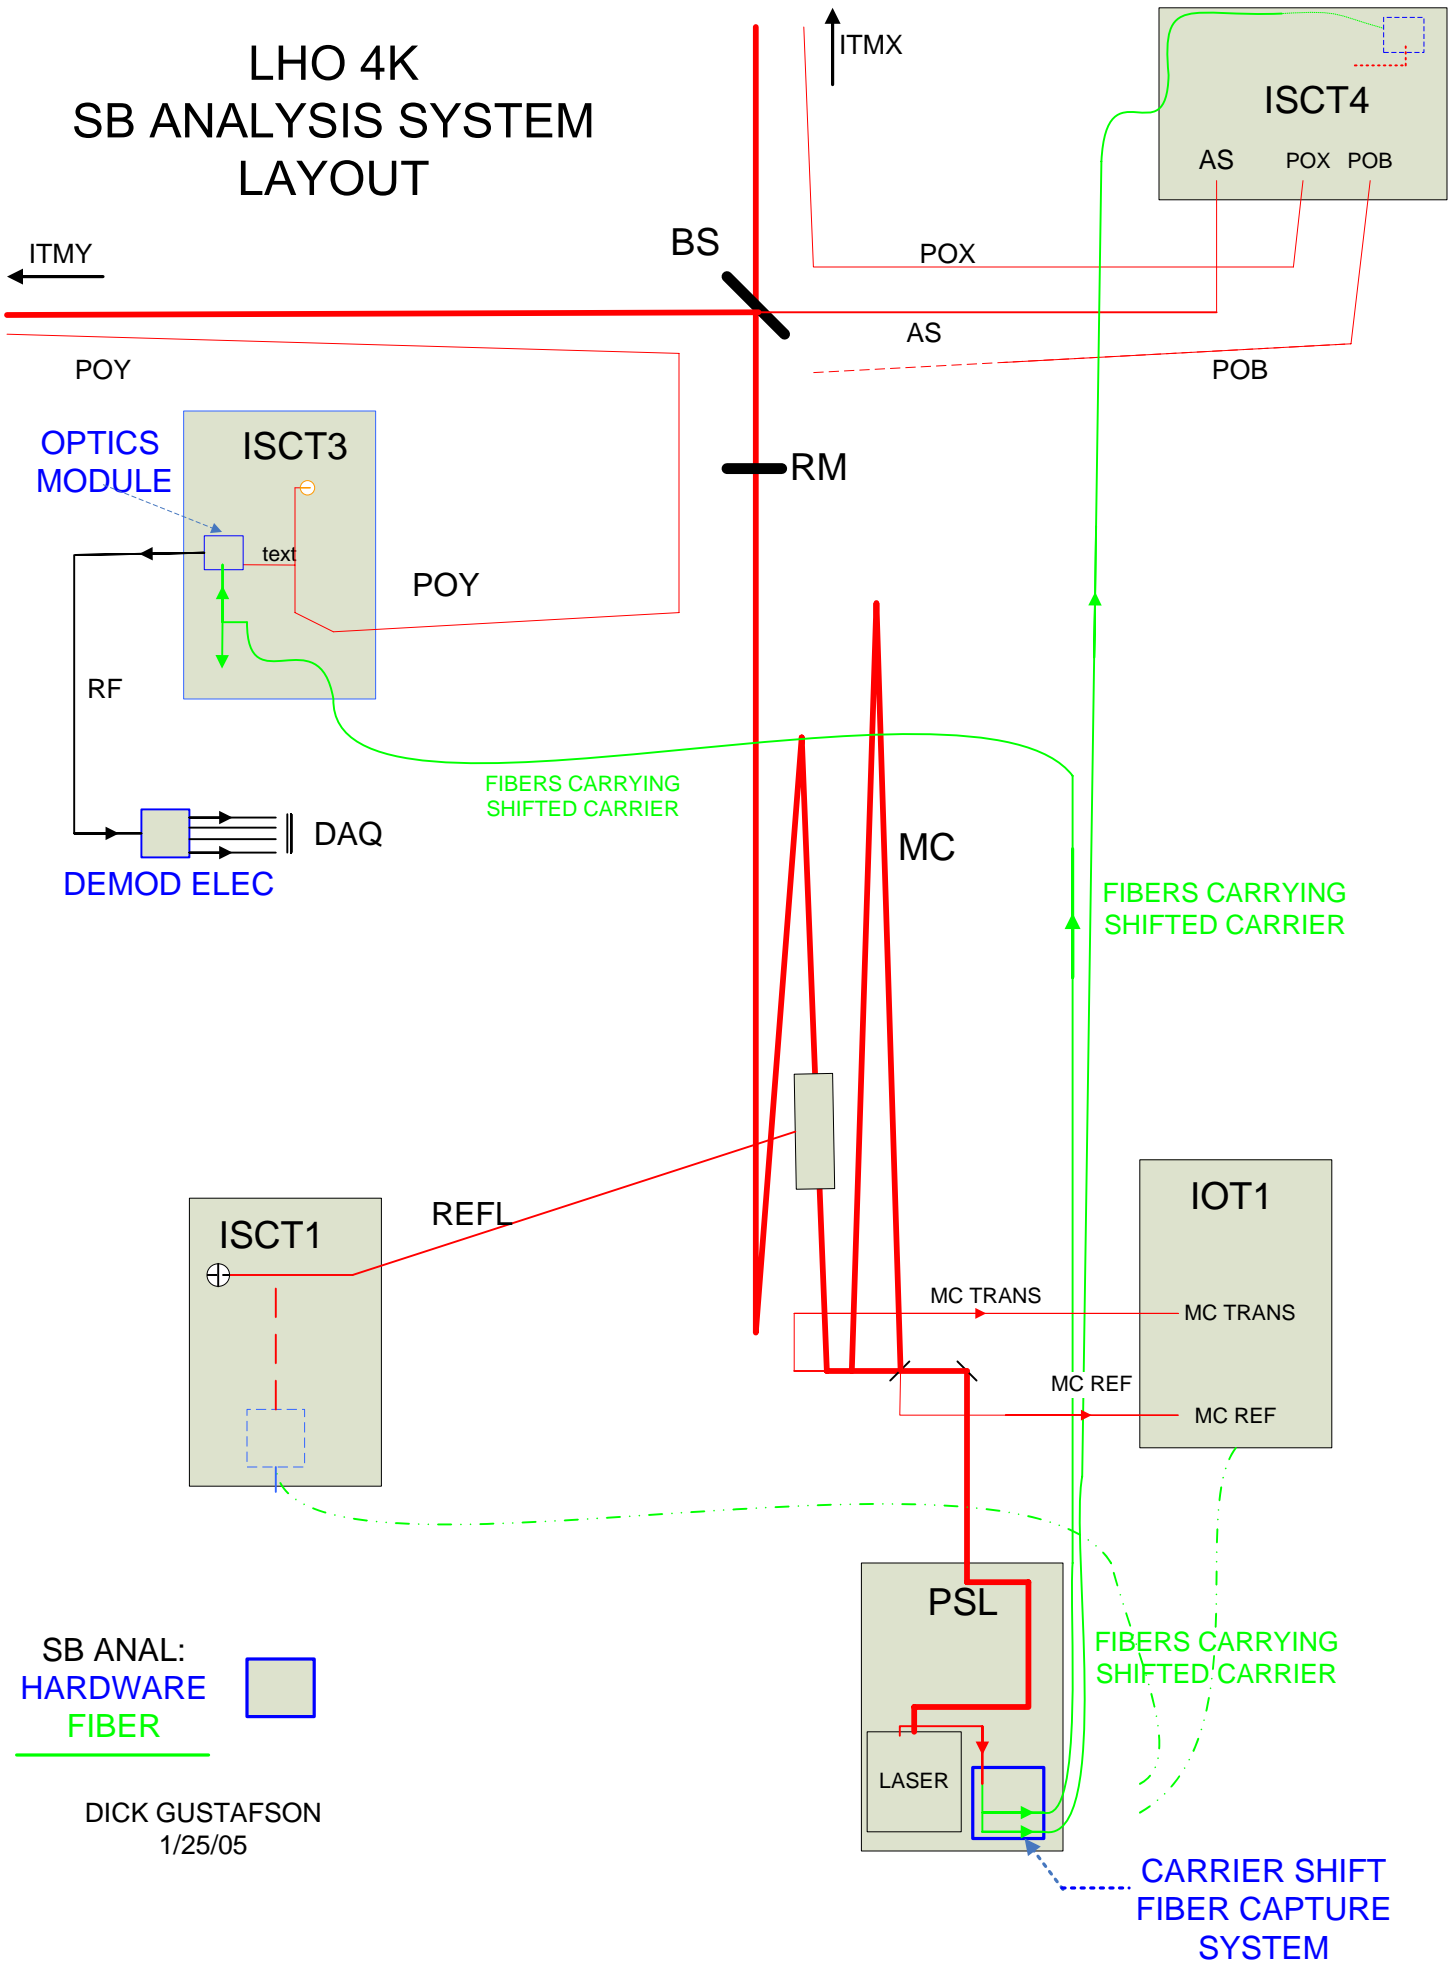 LHO 4K
SB ANALYSIS SYSTEM
LAYOUT
ITMX
ISCT4
AS
POX
POB
BS
ITMY
POX
AS
POB
POY
OPTICS
MODULE
ISCT3
RM
text
POY
RF
FIBERS CARRYING
SHIFTED CARRIER
DAQ
MC
DEMOD ELEC
FIBERS CARRYING
SHIFTED CARRIER
REFL
ISCT1
IOT1
MC TRANS
MC TRANS
MC REF
MC REF
PSL
FIBERS CARRYING
SHIFTED CARRIER
SB ANAL:
HARDWARE
FIBER
LASER
DICK GUSTAFSON
1/25/05
CARRIER SHIFT
FIBER CAPTURE
SYSTEM